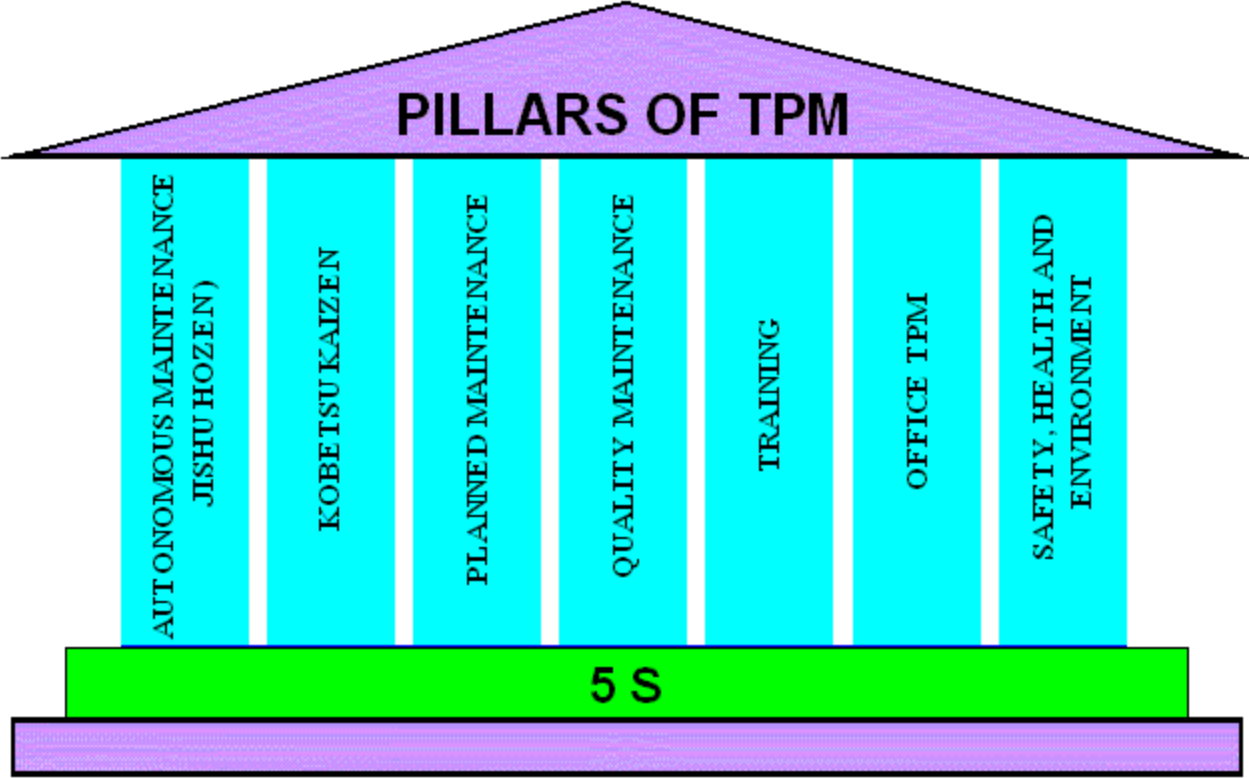 PILLARS OF TPM
AUTONOMOUS MAINTENANCE
JISHU HOZEN)
KOBETSU KAIZEN
PLANNED MAINTENANCE
QUALITY MAINTENANCE
TRAINING
OFFICE TPM
SAFETY, HEALTH AND
ENVIRONMENT
5 S